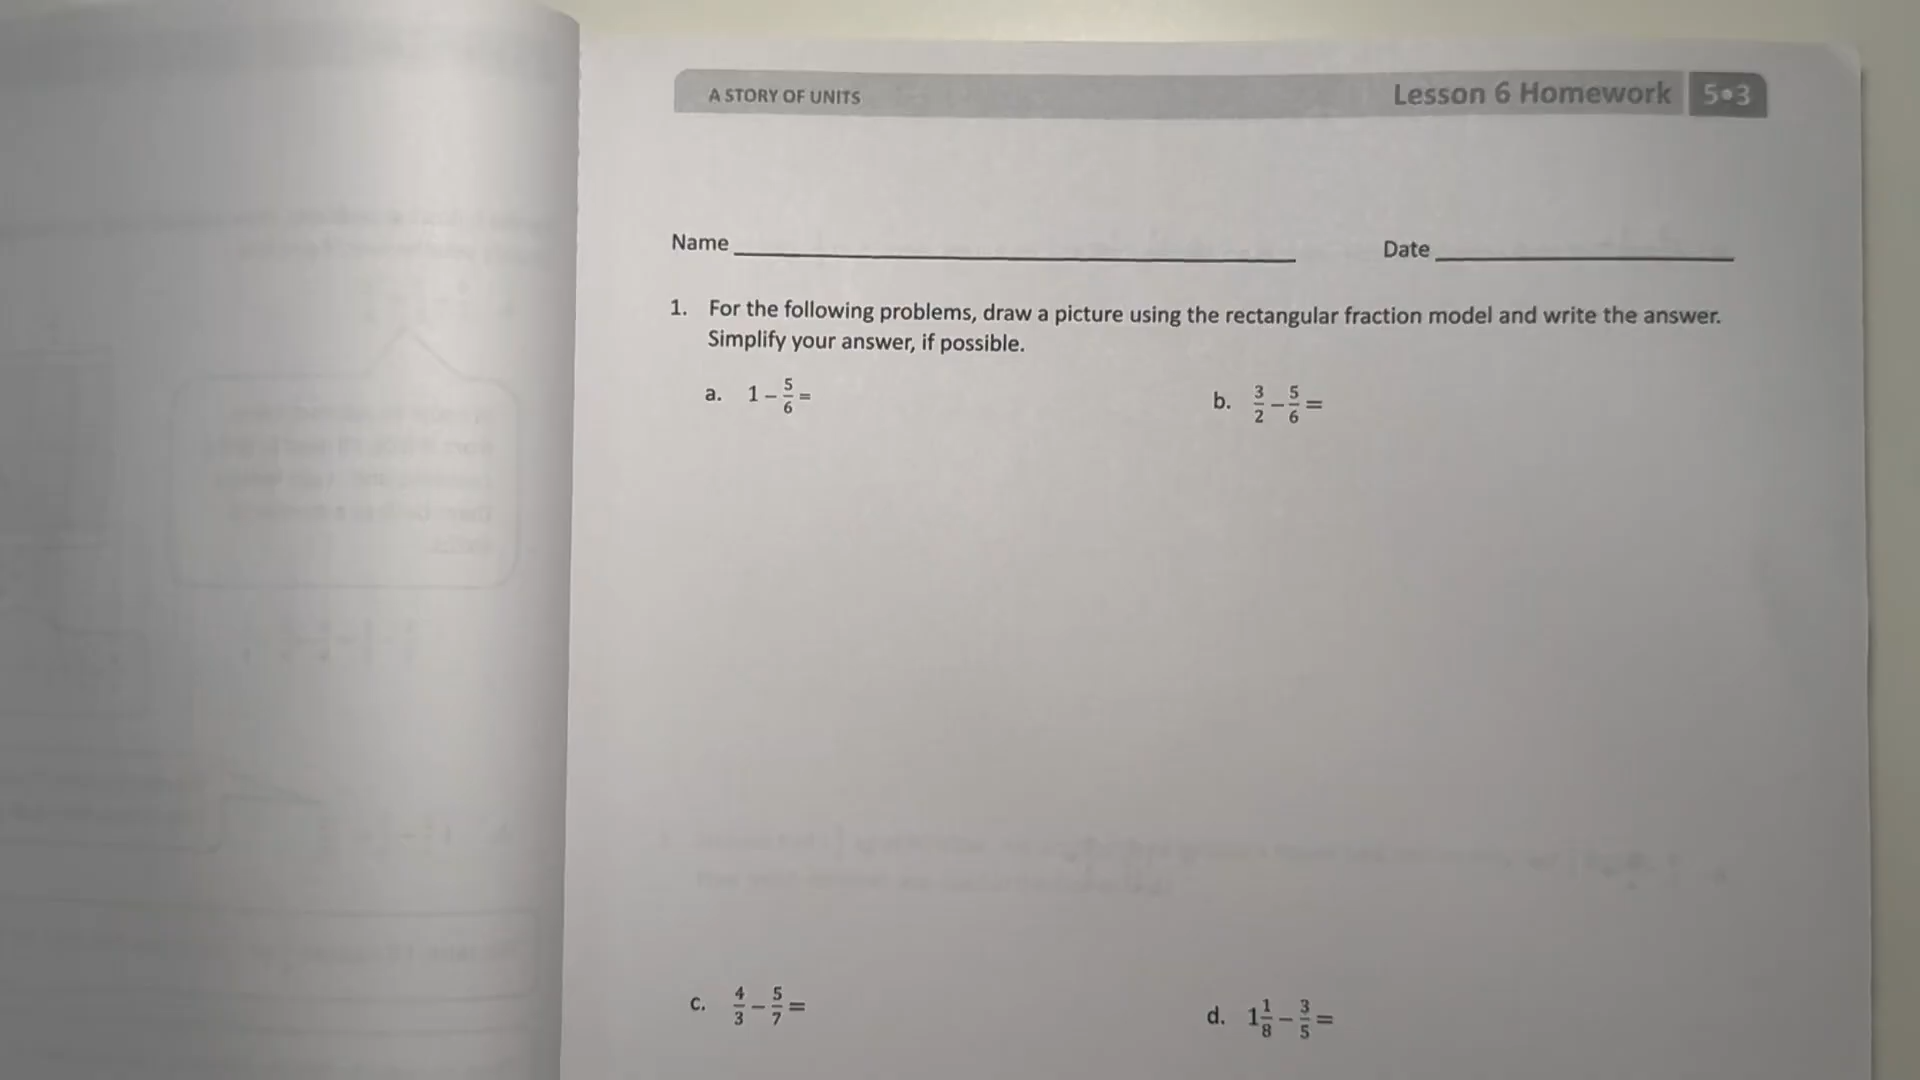 A STORY OF UNITS
Lesson 6 Homework 5•3
Name
Date
1. For the following problems, draw a picture using the rectangular fraction model and write the answer.
Simplify your answer, if possible.
a. 1 − 5/6 =
b. 3/2 − 5/6 =
c. 4/3 − 5/7 =
d. 1 1/8 − 3/5 =